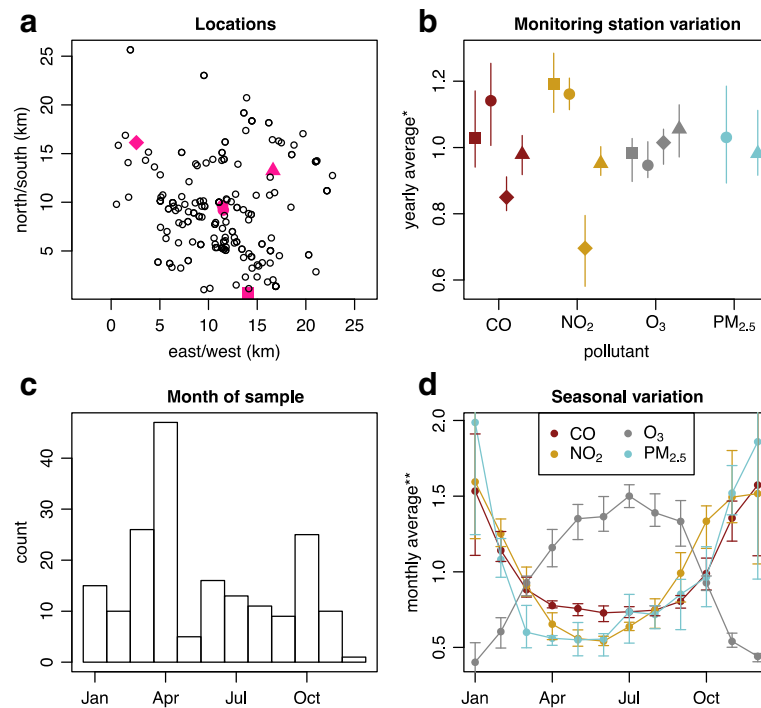 a
Locations
25
20
15
10
5
north/south (km)
0 5 10 15 20 25
east/west (km)
b
Monitoring station variation
1.2
1.0
0.8
0.6
yearly average*
CO NO₂ O₃ PM₂.₅
pollutant
c
Month of sample
40
30
20
10
0
count
Jan Apr Jul Oct
d
Seasonal variation
CO O₃
NO₂ PM₂.₅
2.0
1.5
1.0
0.5
monthly average**
Jan Apr Jul Oct